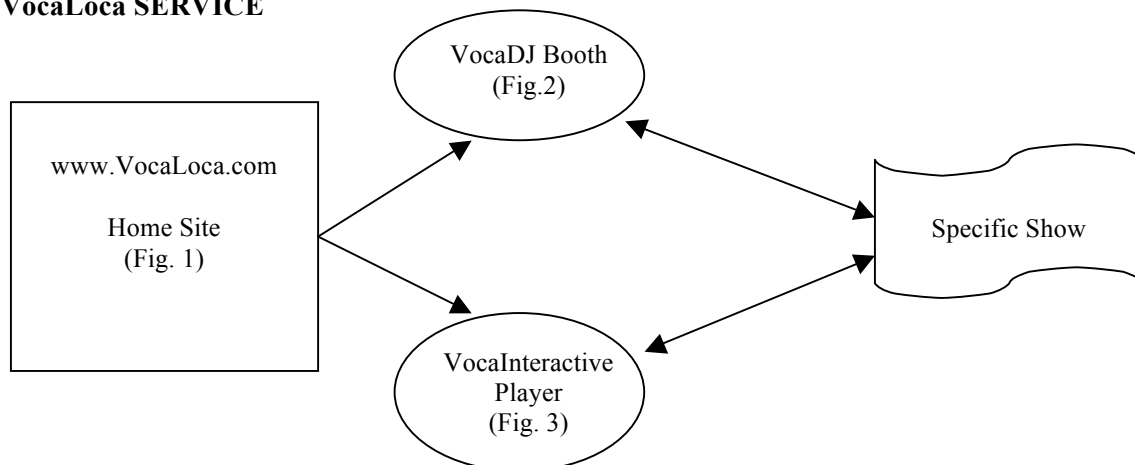 VocaLoca SERVICE
VocaDJ Booth
(Fig.2)
www.VocaLoca.com
Home Site
(Fig. 1)
Specific Show
VocaInteractive
Player
(Fig. 3)